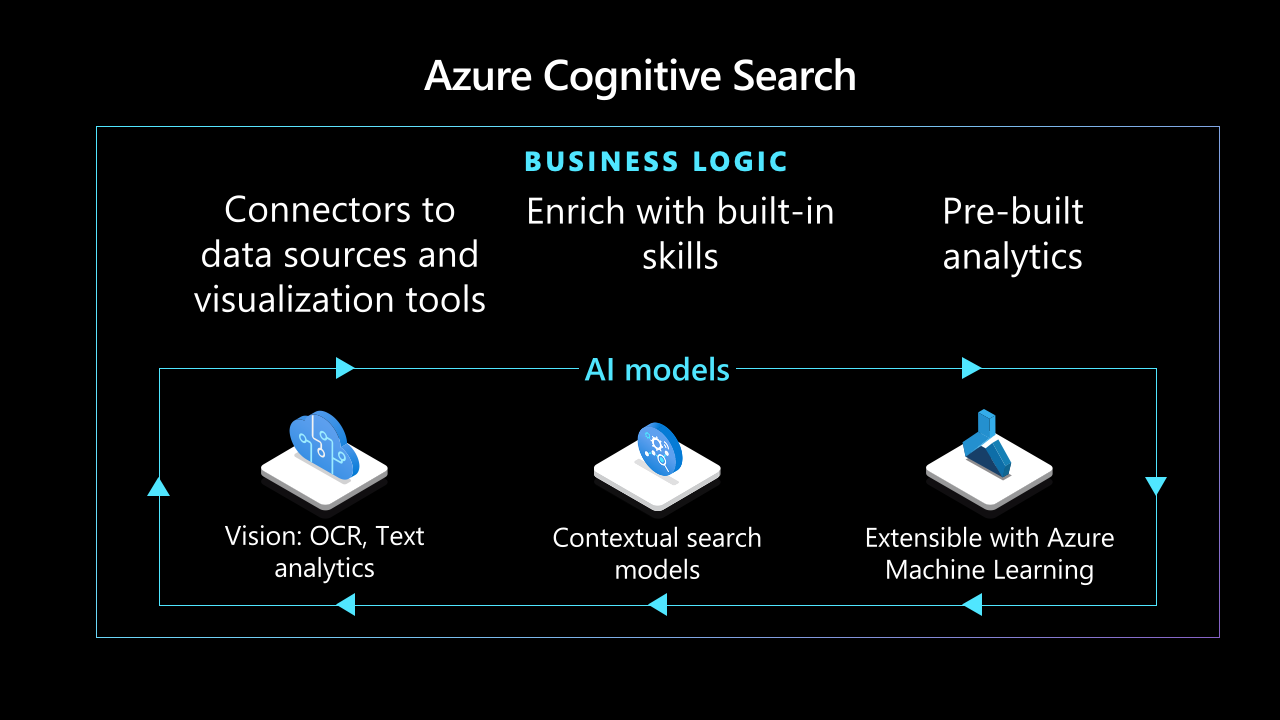 Azure Cognitive Search
BUSINESS LOGIC
Connectors to
data sources and
visualization tools
Enrich with built-in
skills
Pre-built
analytics
AI models
Vision: OCR, Text
analytics
Contextual search
models
Extensible with Azure
Machine Learning